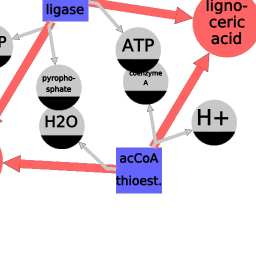 ligase
ligno-
ceric
acid
P
ATP
coenzyme
A
pyropho-
sphate
H2O
H+
acCoA
thioest.